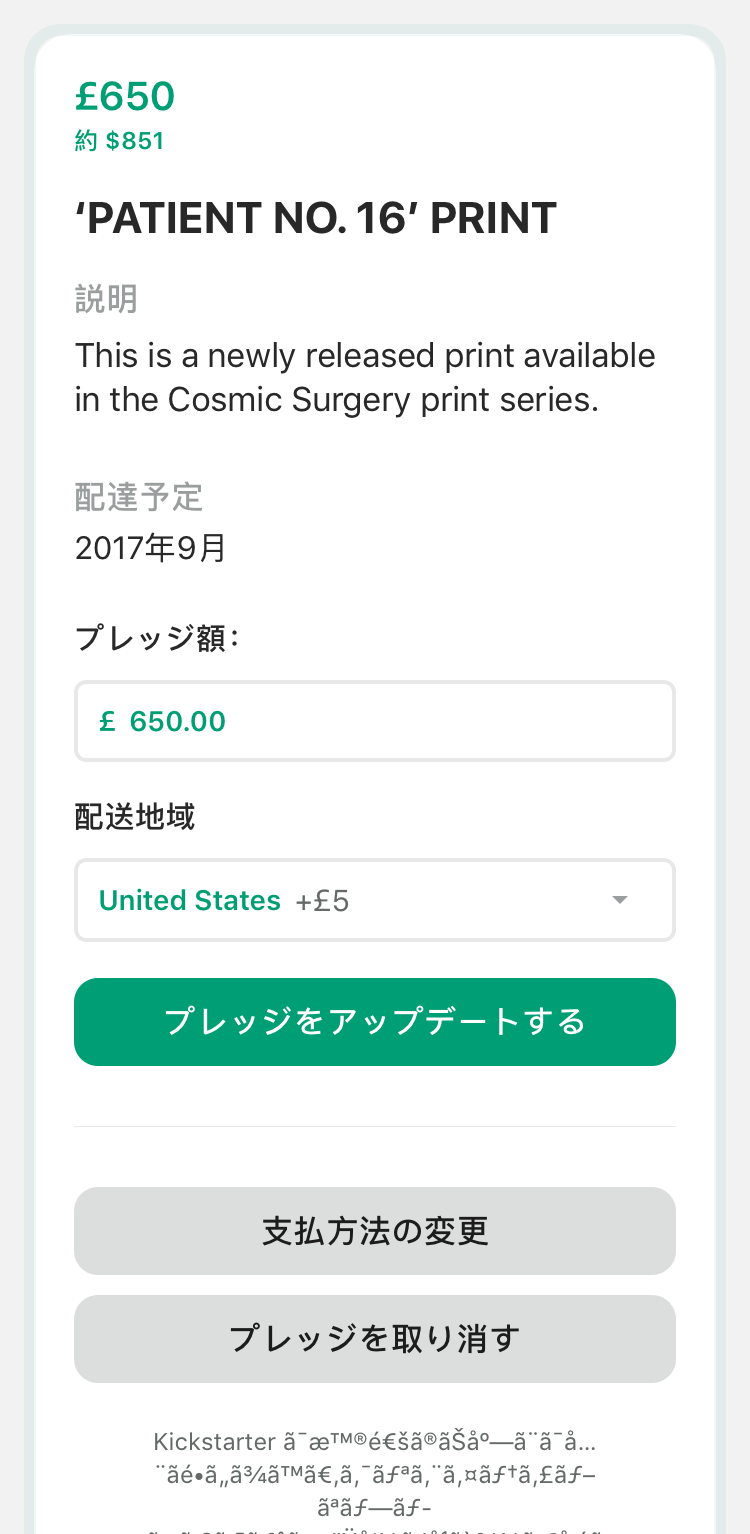 £650
約 $851
‘PATIENT NO. 16’ PRINT
説明
This is a newly released print available
in the Cosmic Surgery print series.
配達予定
2017年9月
プレッジ額：
£ 650.00
配送地域
United States +£5
プレッジをアップデートする
支払方法の変更
プレッジを取り消す
Kickstarter ã¯æ™®é€šã®ãŠåº—ã¨ã¯å…
¨ãé•ã„ã¾ã™ã€‚ã‚¯ãƒªã‚¨ã‚¤ãƒ†ã‚£ãƒ–
ãªãƒ—ãƒ-